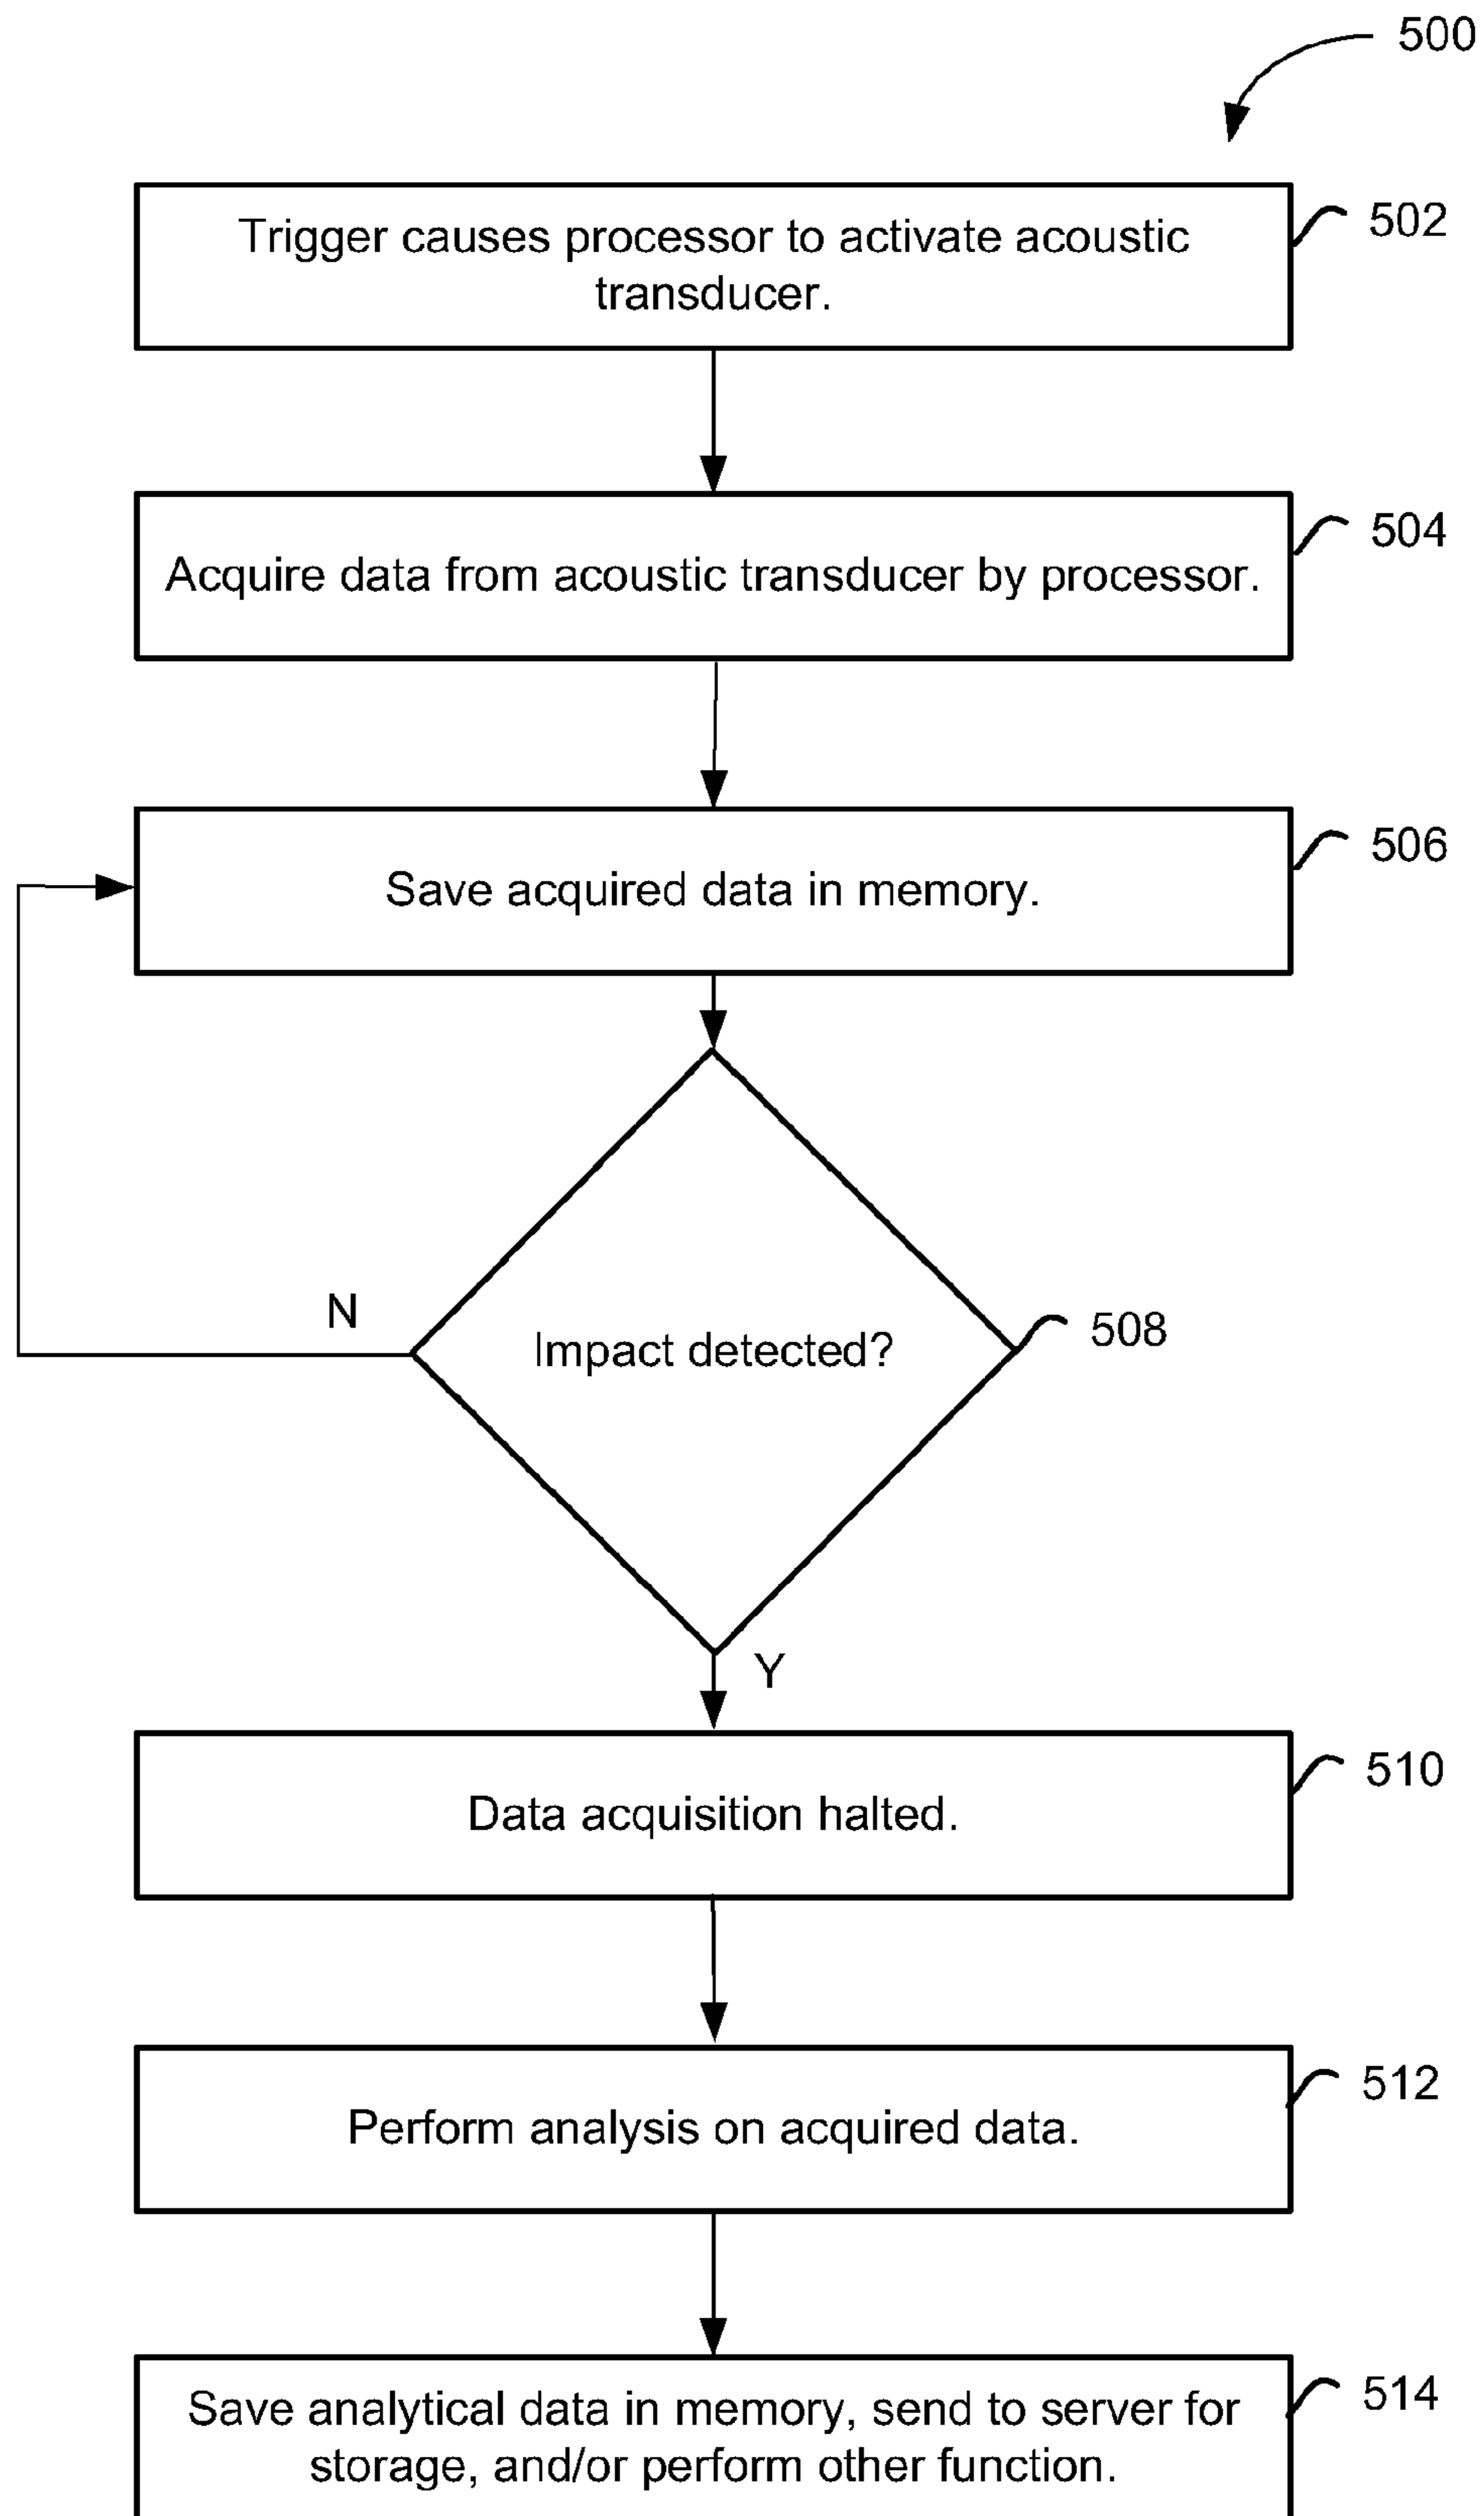 500
Trigger causes processor to activate acoustic
transducer.
502
Acquire data from acoustic transducer by processor.
504
Save acquired data in memory.
506
N
Impact detected?
508
Y
Data acquisition halted.
510
Perform analysis on acquired data.
512
Save analytical data in memory, send to server for
storage, and/or perform other function.
514